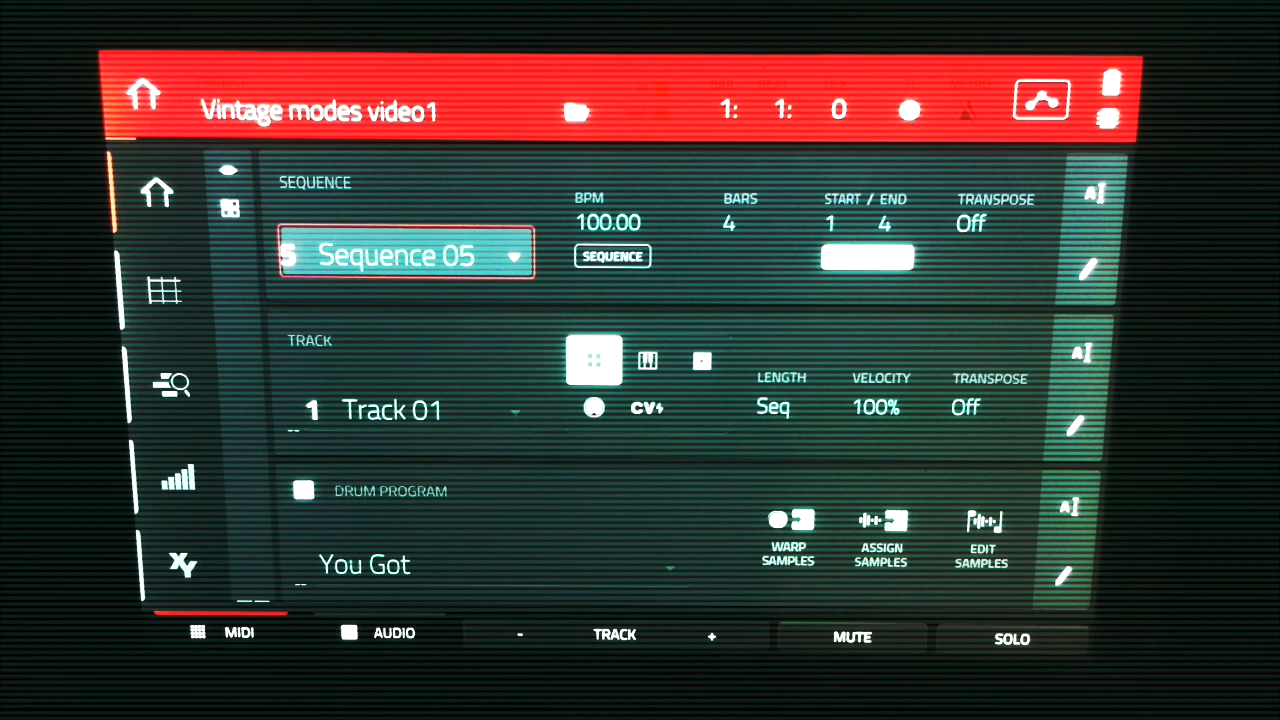 Vintage modes video1
1: 1: 0
SEQUENCE
BPM BARS START / END TRANSPOSE
100.00 4 1 4 Off
5 Sequence 05
SEQUENCE
TRACK
LENGTH VELOCITY TRANSPOSE
1 Track 01
CV
Seq 100% Off
DRUM PROGRAM
You Got
WARP SAMPLES
ASSIGN SAMPLES
EDIT SAMPLES
XY
MIDI AUDIO - TRACK + MUTE SOLO